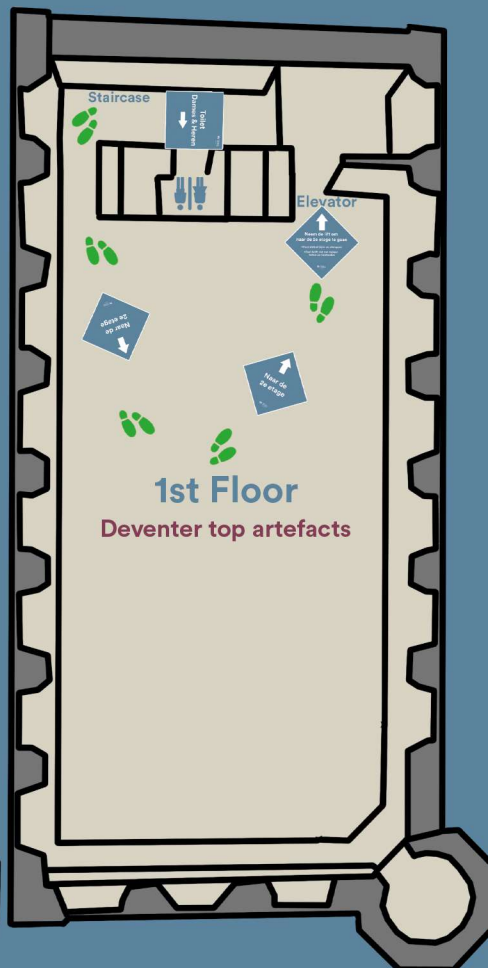 Staircase
Toilet
Dames & Heren
Elevator
Neem de lift om
naar de 2e etage te gaan
Naar de
2e etage
Naar de
2e etage
1st Floor
Deventer top artefacts